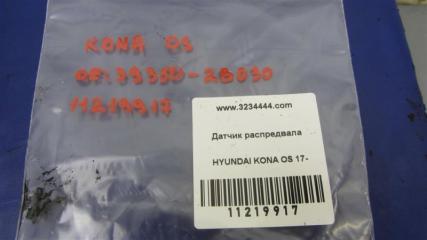 KONA OS
OE:39350-2B030
11219917
www.3234444.com
Датчик распредвала
HYUNDAI KONA OS 17-
11219917